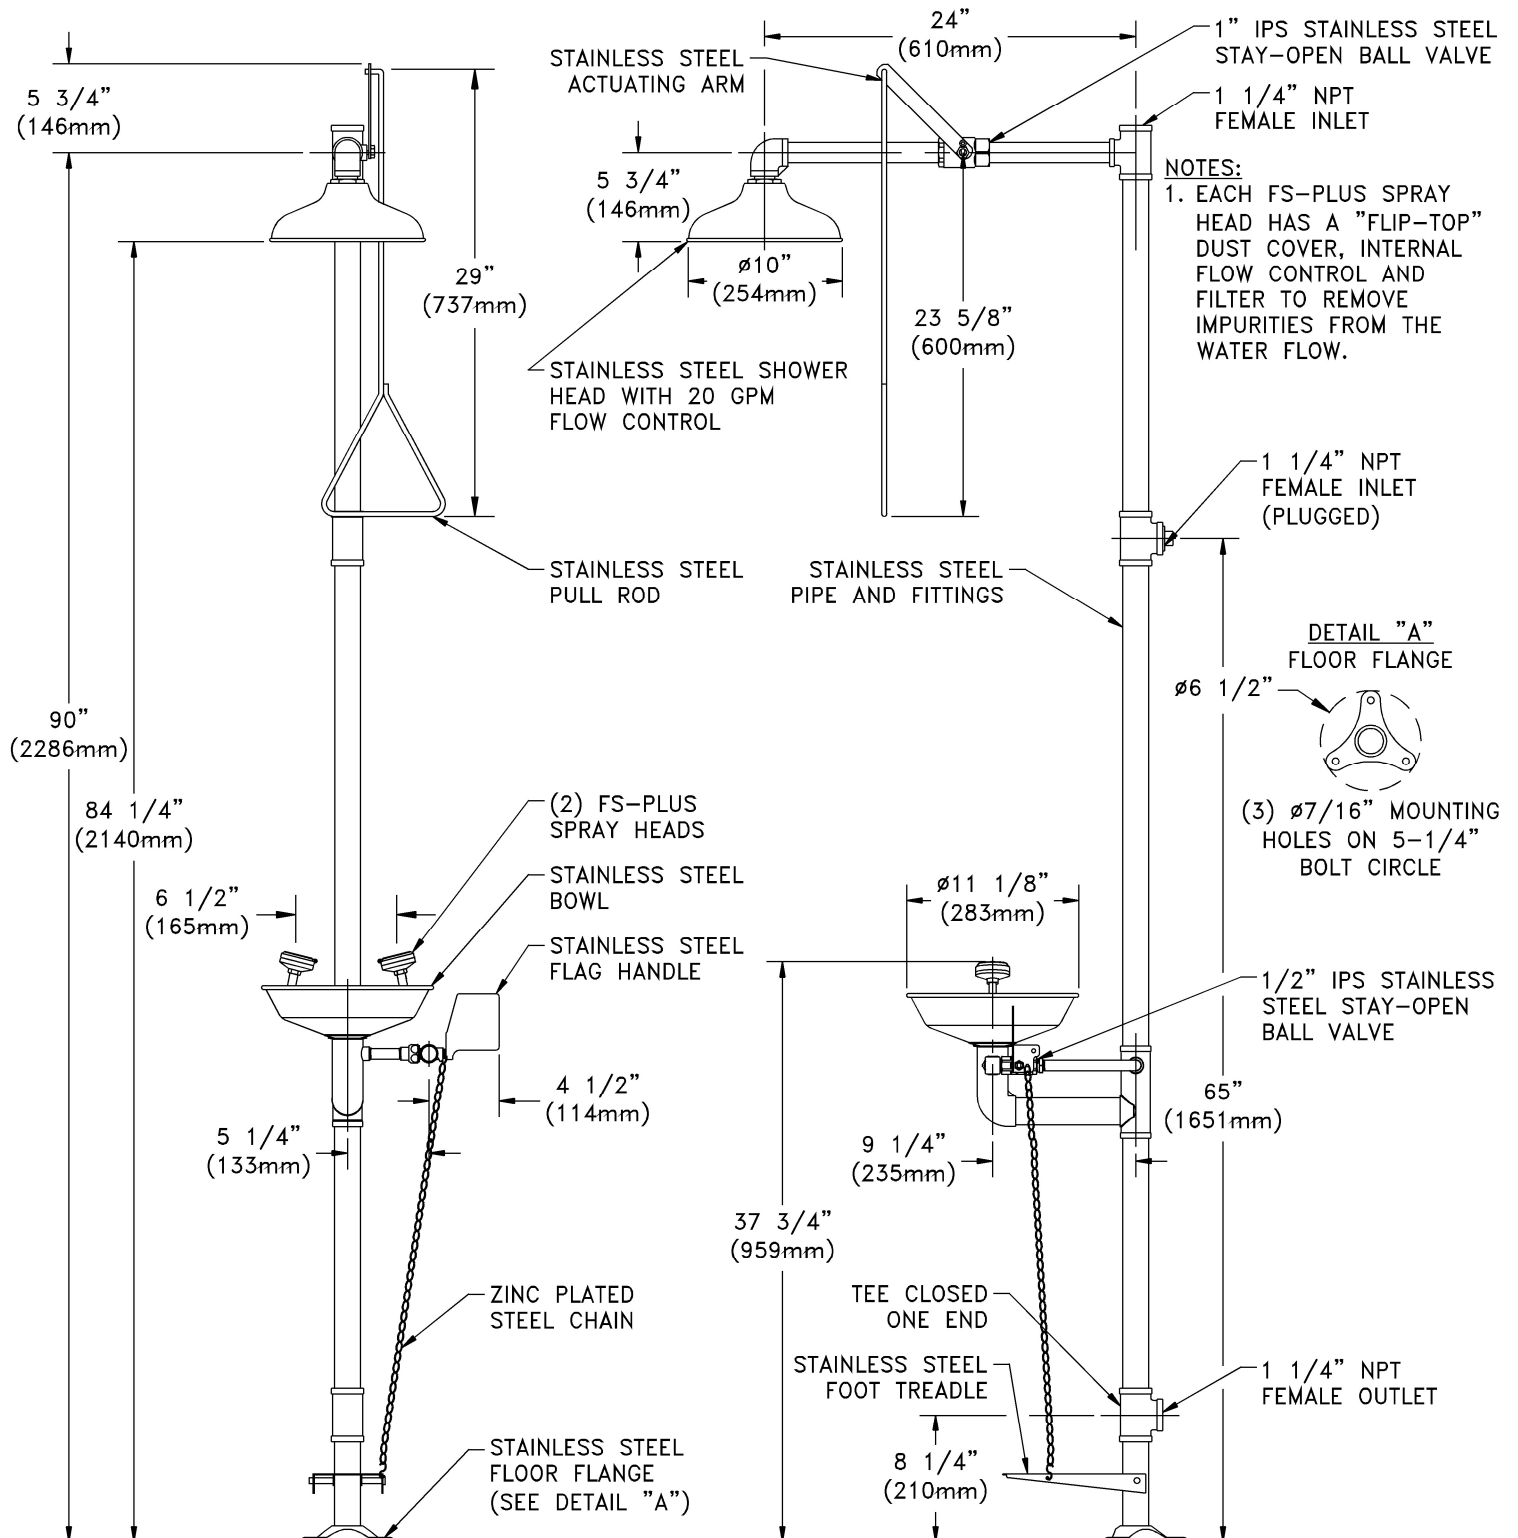 24”
(610mm)
1” IPS STAINLESS STEEL
STAY-OPEN BALL VALVE
STAINLESS STEEL
ACTUATING ARM
5 3/4”
(146mm)
1 1/4” NPT
FEMALE INLET
5 3/4”
(146mm)
NOTES:
1. EACH FS-PLUS SPRAY
HEAD HAS A ”FLIP-TOP”
DUST COVER, INTERNAL
FLOW CONTROL AND
FILTER TO REMOVE
IMPURITIES FROM THE
WATER FLOW.
29”
(737mm)
ø10”
(254mm)
23 5/8”
(600mm)
STAINLESS STEEL SHOWER
HEAD WITH 20 GPM
FLOW CONTROL
1 1/4” NPT
FEMALE INLET
(PLUGGED)
STAINLESS STEEL
PULL ROD
STAINLESS STEEL
PIPE AND FITTINGS
DETAIL ”A”
FLOOR FLANGE
ø6 1/2”
90”
(2286mm)
84 1/4”
(2140mm)
(2) FS-PLUS
SPRAY HEADS
(3) ø7/16” MOUNTING
HOLES ON 5-1/4”
BOLT CIRCLE
6 1/2”
(165mm)
STAINLESS STEEL
BOWL
ø11 1/8”
(283mm)
STAINLESS STEEL
FLAG HANDLE
1/2” IPS STAINLESS
STEEL STAY-OPEN
BALL VALVE
4 1/2”
(114mm)
65”
(1651mm)
5 1/4”
(133mm)
9 1/4”
(235mm)
37 3/4”
(959mm)
ZINC PLATED
STEEL CHAIN
TEE CLOSED
ONE END
STAINLESS STEEL
FOOT TREADLE
1 1/4” NPT
FEMALE OUTLET
STAINLESS STEEL
FLOOR FLANGE
(SEE DETAIL ”A”)
8 1/4”
(210mm)